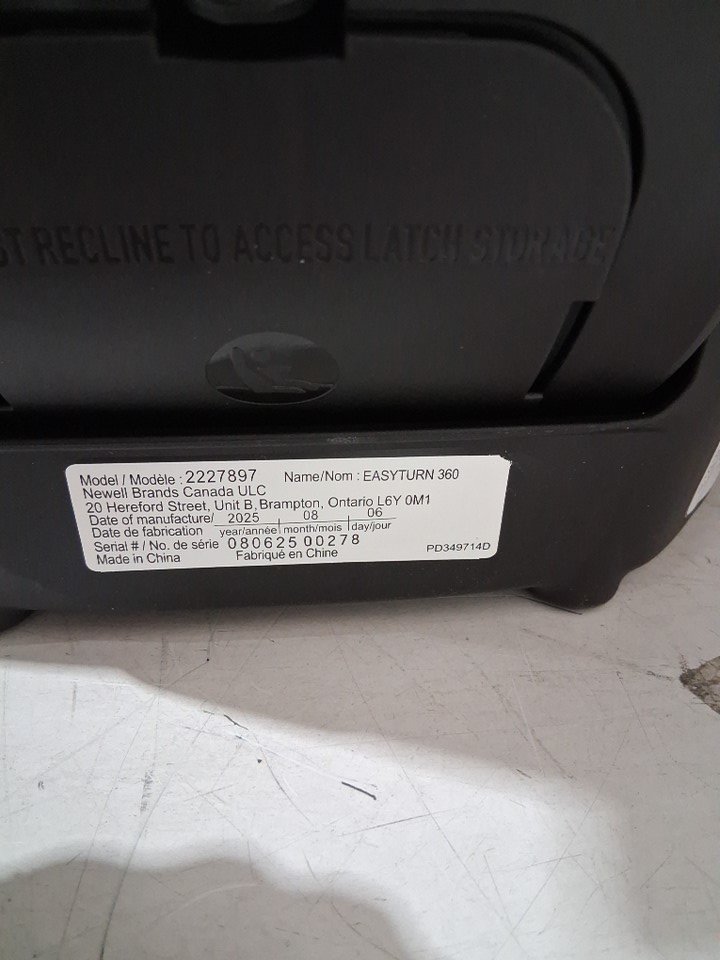 ST RECLINE TO ACCESS LATCH STORAGE
Model / Modèle : 2227897 Name/Nom : EASYTURN 360
Newell Brands Canada ULC
20 Hereford Street, Unit B, Brampton, Ontario L6Y 0M1
Date of manufacture/ 2025 08 06
Date de fabrication year/année month/mois day/jour
Serial # / No. de série 080625 00278
Made in China Fabriqué en Chine PD349714D